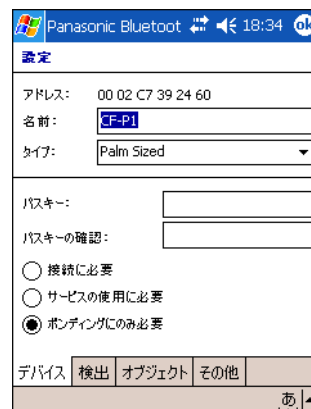 Panasonic Bluetoot 18:34 ok
設定
アドレス: 00 02 C7 39 24 60
名前: CF-P1
タイプ: Palm Sized
パスキー:
パスキーの確認:
接続に必要
サービスの使用に必要
ボンディングにのみ必要
デバイス 検出 オブジェクト その他
あ